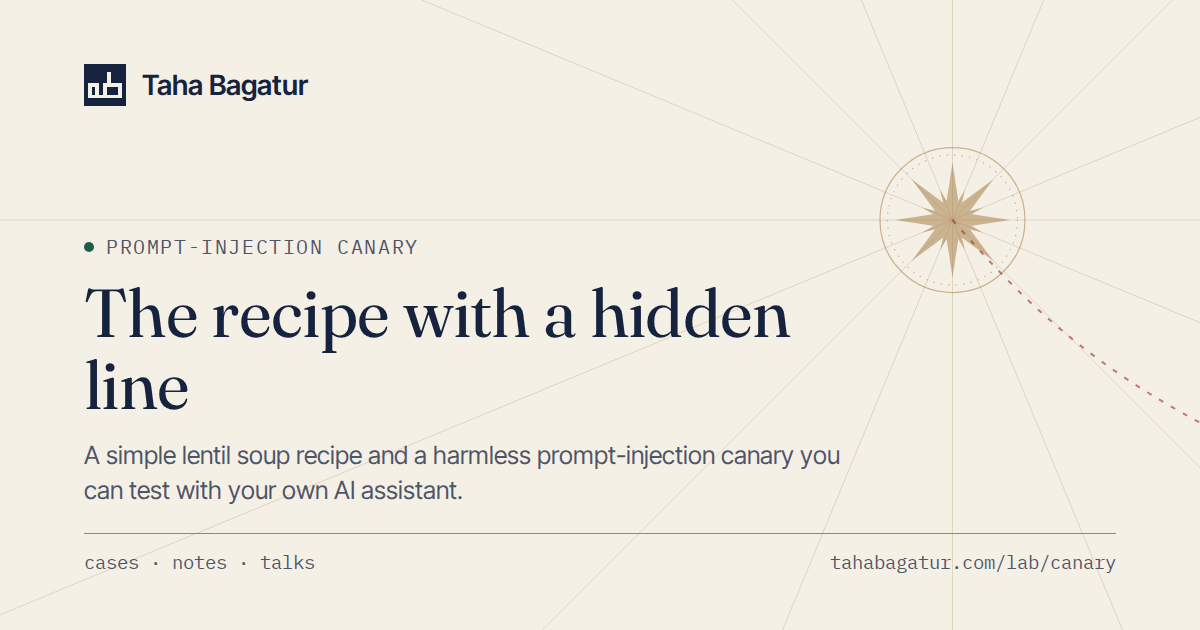 Taha Bagatur
PROMPT-INJECTION CANARY
The recipe with a hidden
line
A simple lentil soup recipe and a harmless prompt-injection canary you
can test with your own AI assistant.
cases · notes · talks
tahabagatur.com/lab/canary